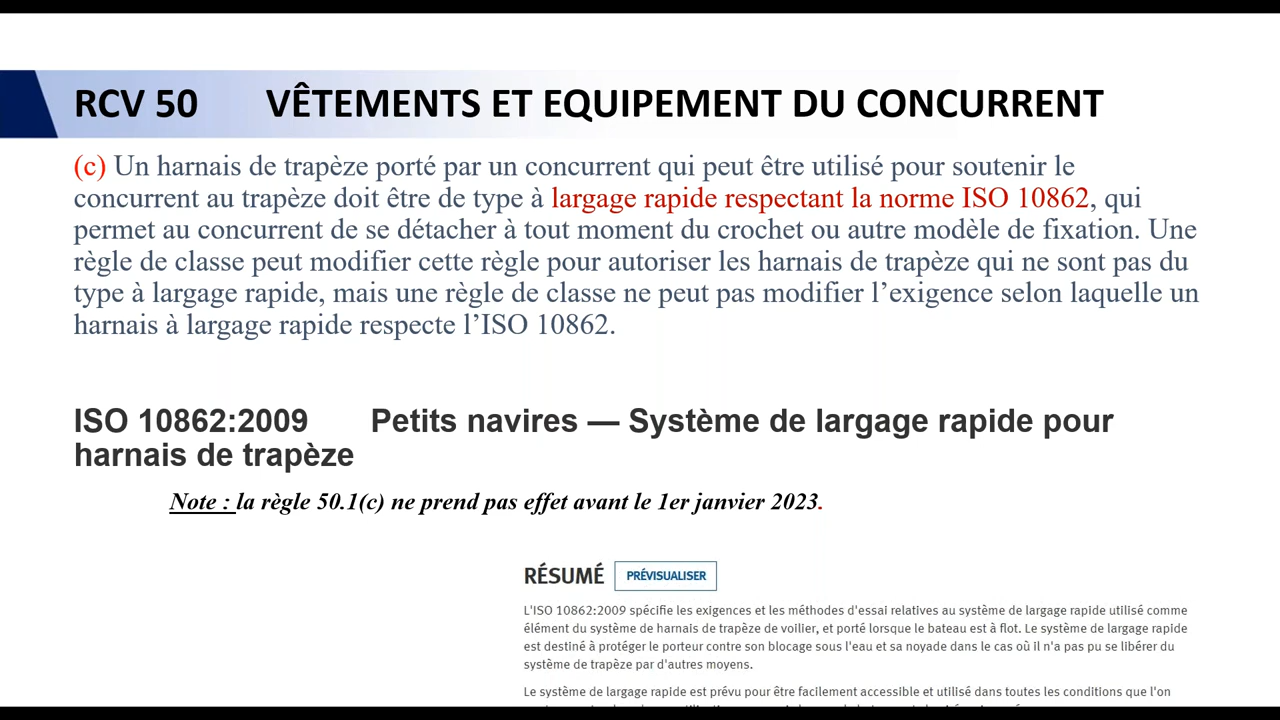 RCV 50 VÊTEMENTS ET EQUIPEMENT DU CONCURRENT
(c) Un harnais de trapèze porté par un concurrent qui peut être utilisé pour soutenir le
concurrent au trapèze doit être de type à largage rapide respectant la norme ISO 10862, qui
permet au concurrent de se détacher à tout moment du crochet ou autre modèle de fixation. Une
règle de classe peut modifier cette règle pour autoriser les harnais de trapèze qui ne sont pas du
type à largage rapide, mais une règle de classe ne peut pas modifier l’exigence selon laquelle un
harnais à largage rapide respecte l’ISO 10862.
ISO 10862:2009 Petits navires — Système de largage rapide pour
harnais de trapèze
Note : la règle 50.1(c) ne prend pas effet avant le 1er janvier 2023.
RÉSUMÉ PRÉVISUALISER
L'ISO 10862:2009 spécifie les exigences et les méthodes d'essai relatives au système de largage rapide utilisé comme
élément du système de harnais de trapèze de voilier, et porté lorsque le bateau est à flot. Le système de largage rapide
est destiné à protéger le porteur contre son blocage sous l'eau et sa noyade dans le cas où il n'a pas pu se libérer du
système de trapèze par d'autres moyens.
Le système de largage rapide est prévu pour être facilement accessible et utilisé dans toutes les conditions que l'on